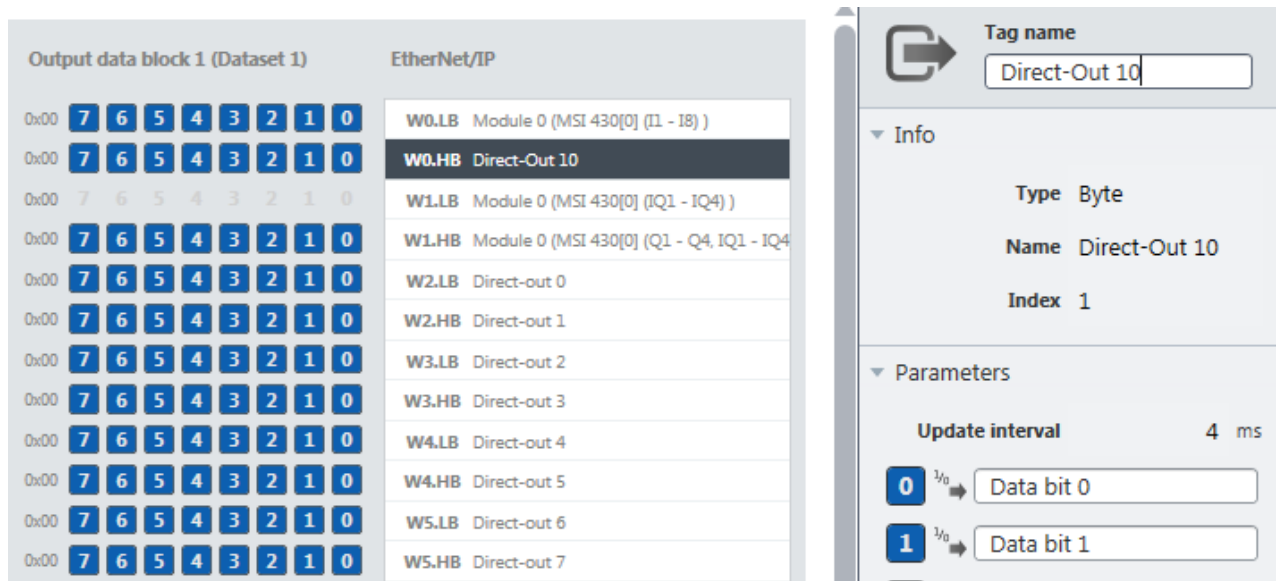 Output data block 1 (Dataset 1) EtherNet/IP
0x00 7 6 5 4 3 2 1 0 W0.LB Module 0 (MSI 430[0] (I1 - I8) )
0x00 7 6 5 4 3 2 1 0 W0.HB Direct-Out 10
0x00 7 6 5 4 3 2 1 0 W1.LB Module 0 (MSI 430[0] (IQ1 - IQ4) )
0x00 7 6 5 4 3 2 1 0 W1.HB Module 0 (MSI 430[0] (Q1 - Q4, IQ1 - IQ4
0x00 7 6 5 4 3 2 1 0 W2.LB Direct-out 0
0x00 7 6 5 4 3 2 1 0 W2.HB Direct-out 1
0x00 7 6 5 4 3 2 1 0 W3.LB Direct-out 2
0x00 7 6 5 4 3 2 1 0 W3.HB Direct-out 3
0x00 7 6 5 4 3 2 1 0 W4.LB Direct-out 4
0x00 7 6 5 4 3 2 1 0 W4.HB Direct-out 5
0x00 7 6 5 4 3 2 1 0 W5.LB Direct-out 6
0x00 7 6 5 4 3 2 1 0 W5.HB Direct-out 7
Tag name
Direct-Out 10
Info
Type Byte
Name Direct-Out 10
Index 1
Parameters
Update interval 4 ms
0 1/0 Data bit 0
1 1/0 Data bit 1